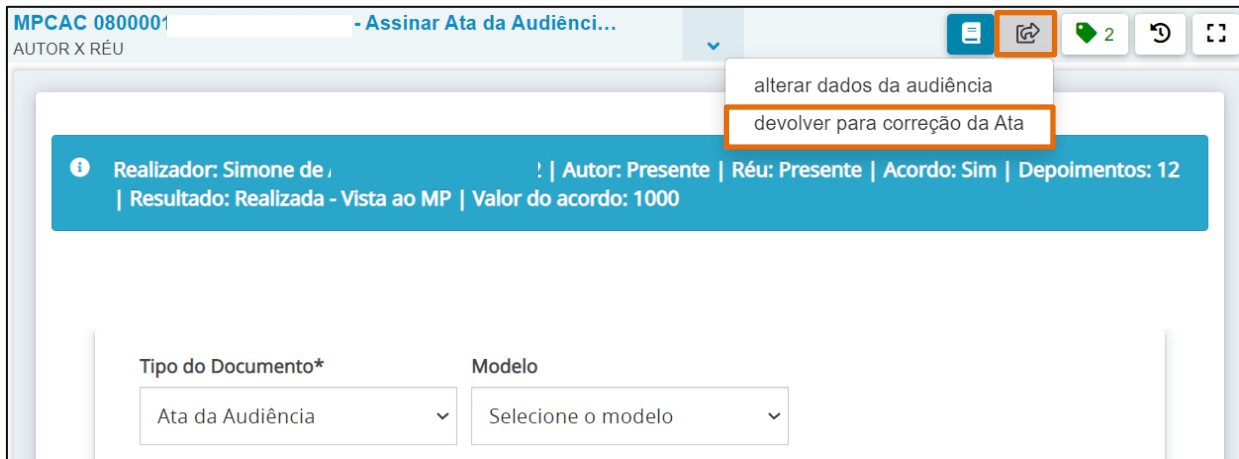 MPCAC 080000 - Assinar Ata da Audiênci...
AUTOR X RÉU
2
alterar dados da audiência
devolver para correção da Ata
Realizador: Simone de | Autor: Presente | Réu: Presente | Acordo: Sim | Depoimentos: 12
| Resultado: Realizada - Vista ao MP | Valor do acordo: 1000
Tipo do Documento* Modelo
Ata da Audiência Selecione o modelo